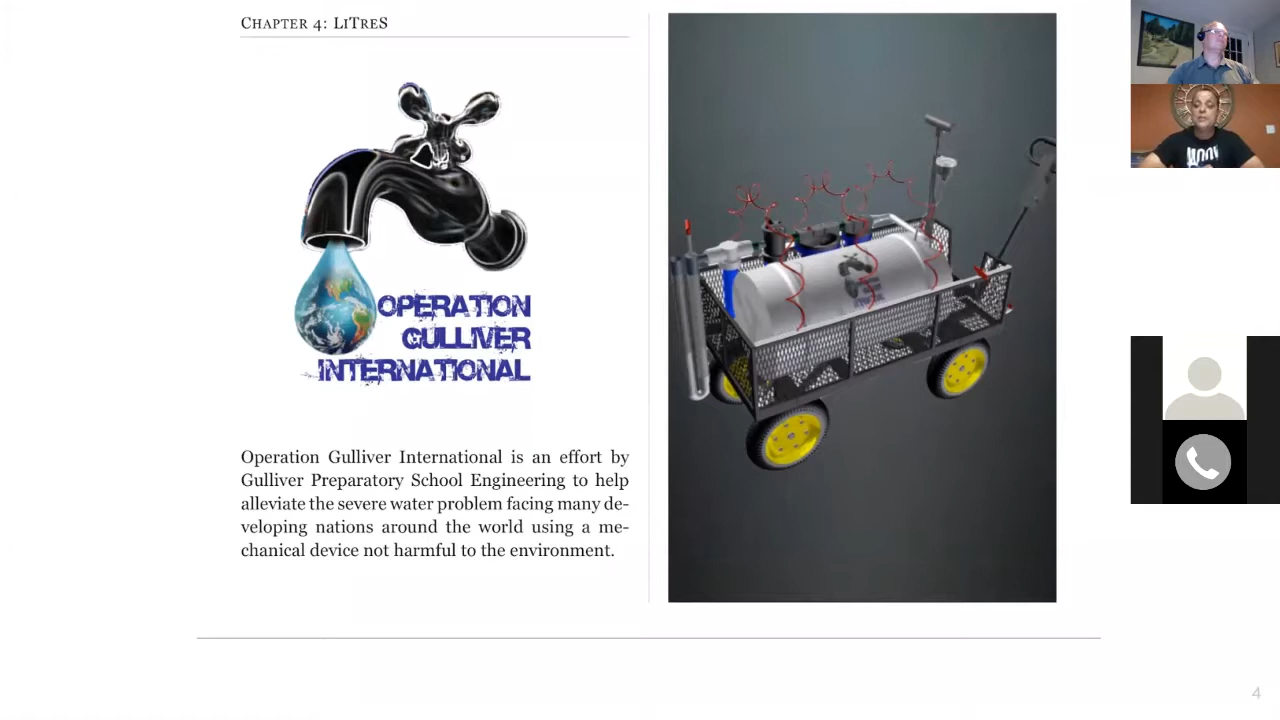 CHAPTER 4: LITRES
OPERATION
GULLIVER
INTERNATIONAL
Operation Gulliver International is an effort by
Gulliver Preparatory School Engineering to help
alleviate the severe water problem facing many de-
veloping nations around the world using a me-
chanical device not harmful to the environment.
4